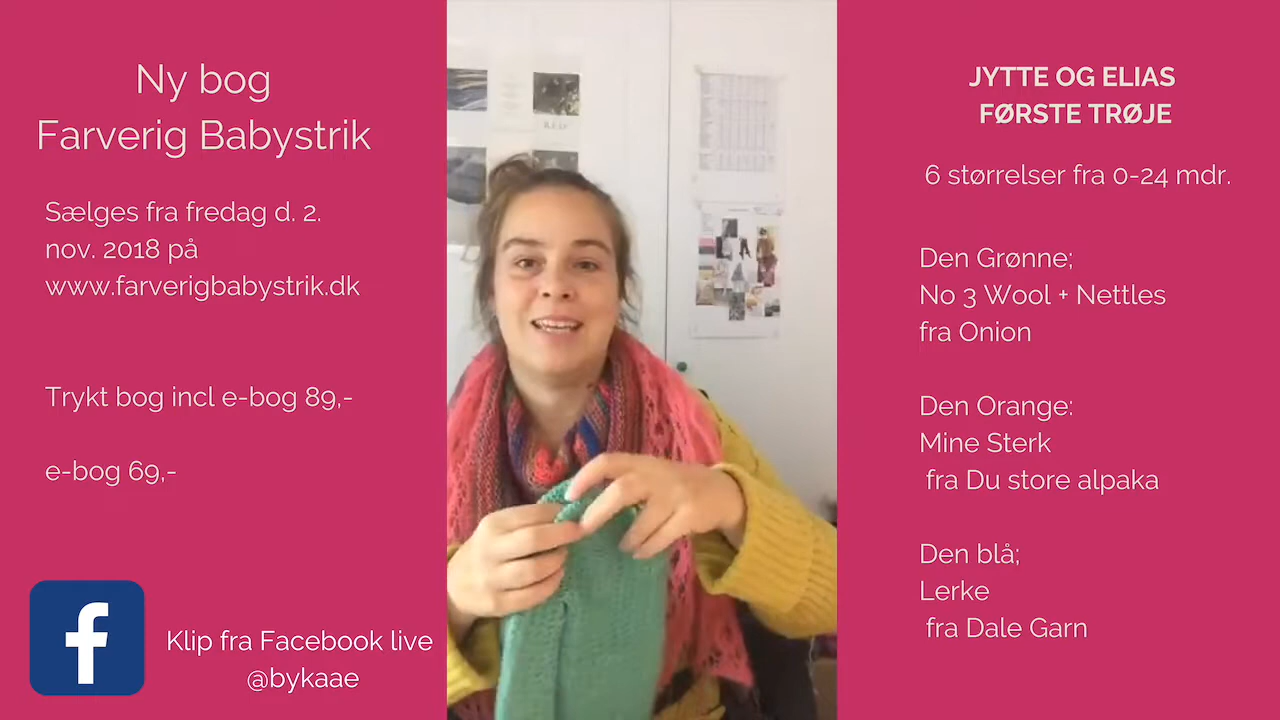 Ny bog
Farverig Babystrik
Sælges fra fredag d. 2.
nov. 2018 på
www.farverigbabystrik.dk
Trykt bog incl e-bog 89,-
e-bog 69,-
f
Klip fra Facebook live
@bykaae
RED
JYTTE OG ELIAS
FØRSTE TRØJE
6 størrelser fra 0-24 mdr.
Den Grønne;
No 3 Wool + Nettles
fra Onion
Den Orange:
Mine Sterk
fra Du store alpaka
Den blå;
Lerke
fra Dale Garn